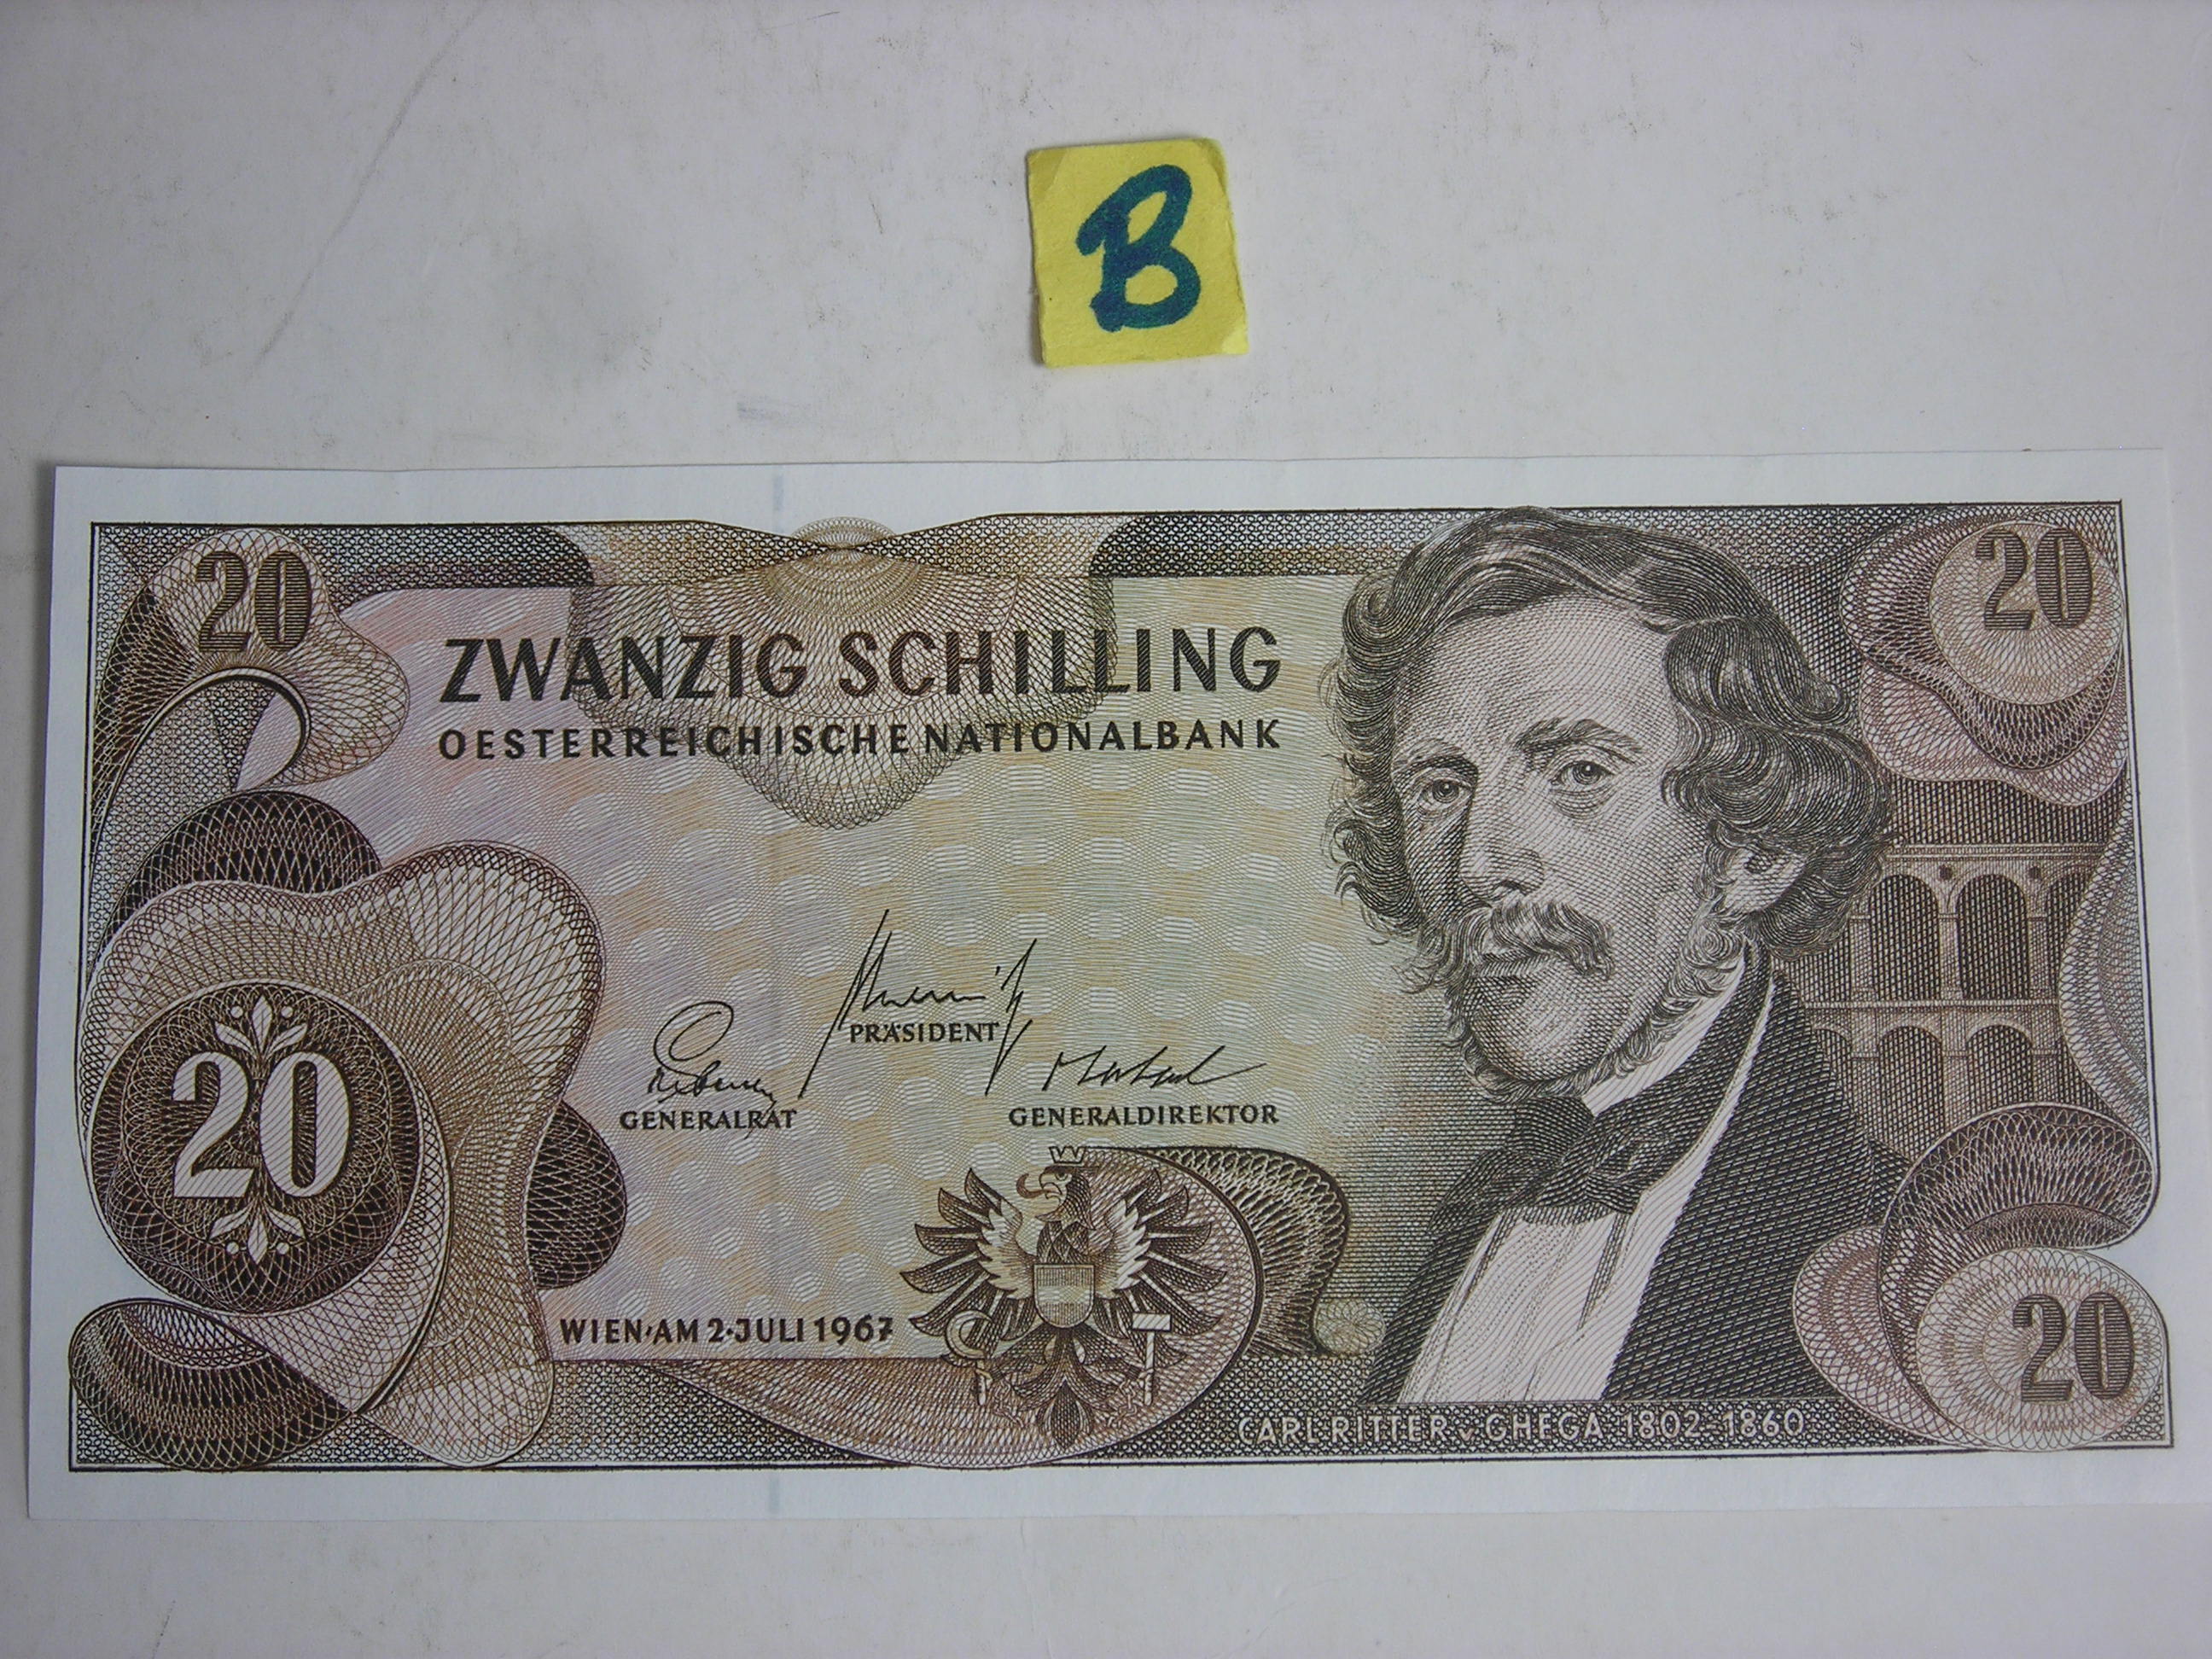 B
20
20
ZWANZIG SCHILLING
OESTERREICHISCHE NATIONALBANK
PRÄSIDENT
GENERALRAT
GENERALDIREKTOR
20
WIEN·AM 2·JULI 1967
20
CARL RITTER v. GHEGA 1802-1860